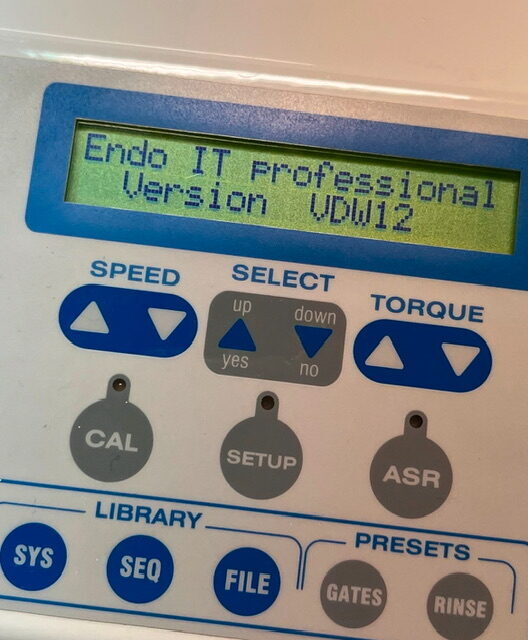 Endo IT professional
Version VDW12
SPEED
SELECT
TORQUE
up down
yes no
CAL
SETUP
ASR
LIBRARY
PRESETS
SYS
SEQ
FILE
GATES
RINSE